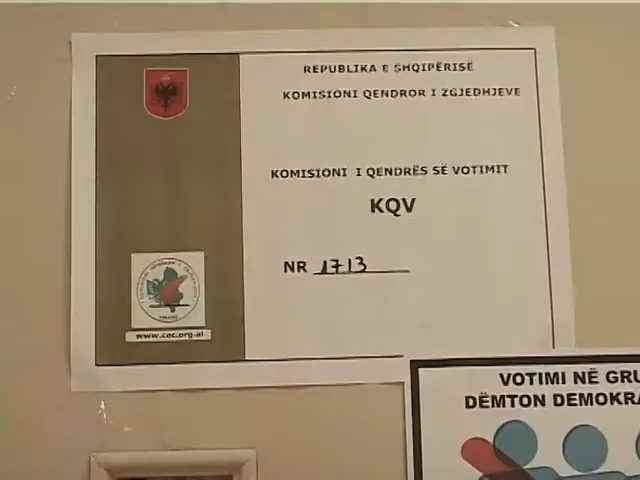 REPUBLIKA E SHQIPËRISË
KOMISIONI QENDROR I ZGJEDHJEVE
KOMISIONI I QENDRËS SË VOTIMIT
KQV
NR 1713
www.cec.org.al
VOTIMI NË GRU
DËMTON DEMOKRA